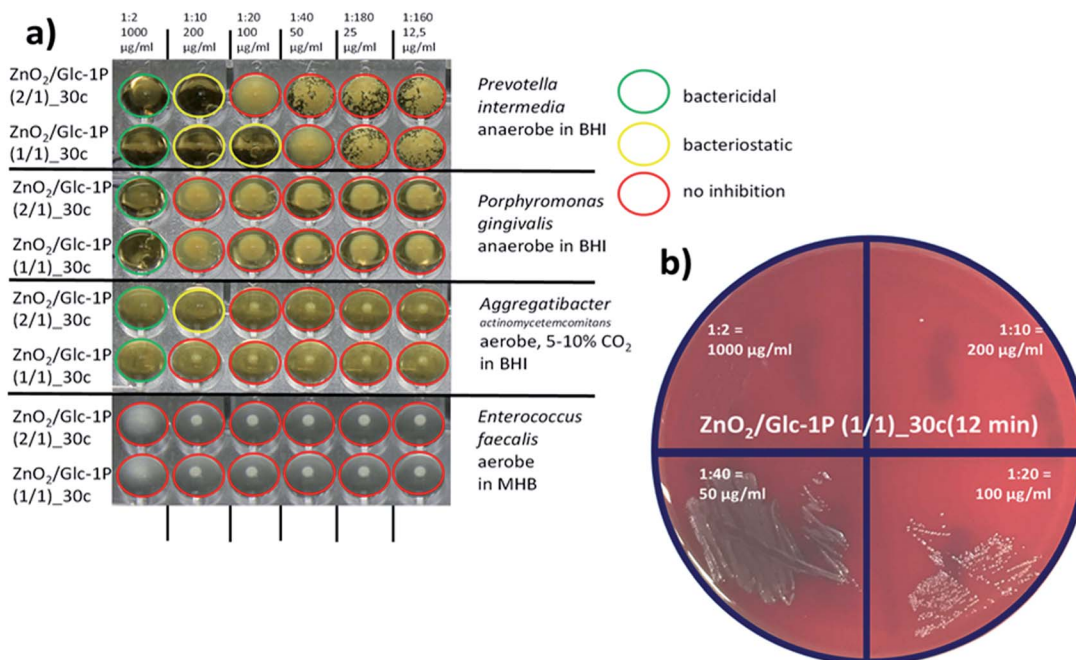 a)
1:2 1:10 1:20 1:40 1:180 1:160
1000 200 100 50 25 12,5
µg/ml µg/ml µg/ml µg/ml µg/ml µg/ml
ZnO₂/Glc-1P
(2/1)_30c
ZnO₂/Glc-1P
(1/1)_30c
Prevotella
intermedia
anaerobe in BHI
ZnO₂/Glc-1P
(2/1)_30c
ZnO₂/Glc-1P
(1/1)_30c
Porphyromonas
gingivalis
anaerobe in BHI
ZnO₂/Glc-1P
(2/1)_30c
ZnO₂/Glc-1P
(1/1)_30c
Aggregatibacter
actinomycetemcomitans
aerobe, 5-10% CO₂
in BHI
ZnO₂/Glc-1P
(2/1)_30c
ZnO₂/Glc-1P
(1/1)_30c
Enterococcus
faecalis
aerobe
in MHB
bactericidal
bacteriostatic
no inhibition
b)
1:2 =
1000 µg/ml
1:10 =
200 µg/ml
ZnO₂/Glc-1P (1/1)_30c(12 min)
1:40 =
50 µg/ml
1:20 =
100 µg/ml